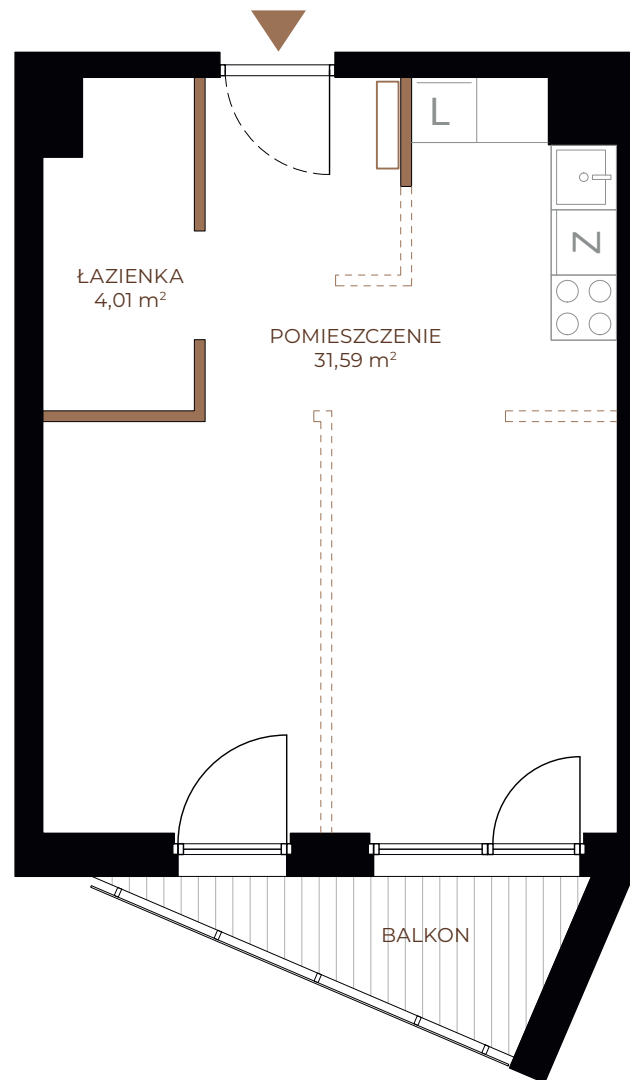 L
Z
ŁAZIENKA
4,01 m²
POMIESZCZENIE
31,59 m²
BALKON